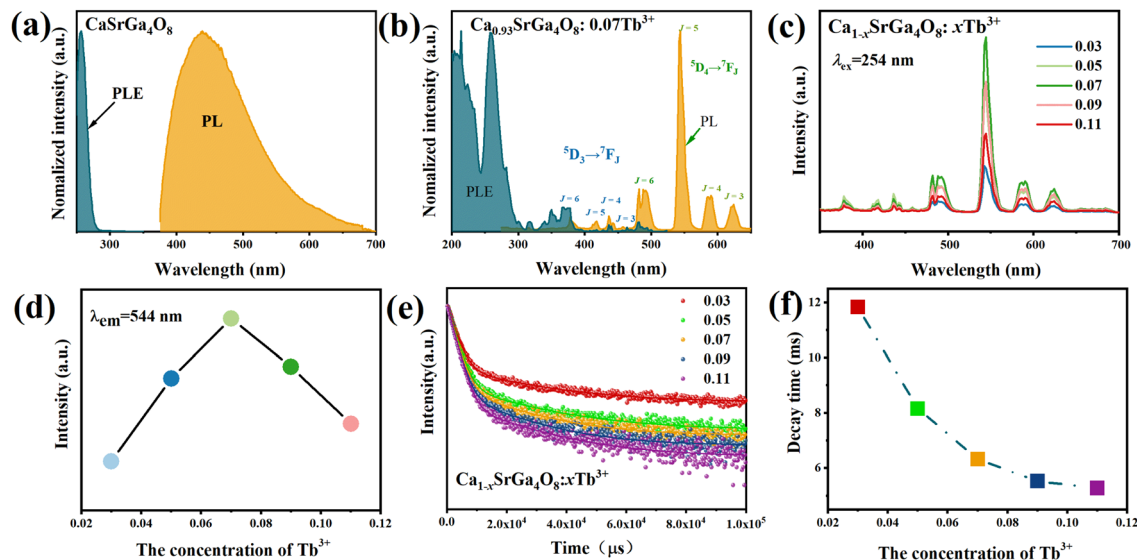 (a)
CaSrGa₄O₈
PLE
PL
Nomalized intensity (a.u.)
300 400 500 600 700
Wavelength (nm)
(b)
Ca₀.₉₃SrGa₄O₈: 0.07Tb³⁺
J = 5
⁵D₄→⁷F_J
PL
⁵D₃→⁷F_J
PLE
J = 6
J = 6
J = 4
J = 4
J = 5
J = 3
J = 3
Nomalized intensity (a.u.)
200 300 400 500 600
Wavelength (nm)
(c)
Ca₁₋ₓSrGa₄O₈: xTb³⁺
λex=254 nm
0.03
0.05
0.07
0.09
0.11
Intensity (a.u.)
400 500 600 700
Wavelength (nm)
(d)
λem=544 nm
Intensity (a.u.)
0.02 0.04 0.06 0.08 0.10 0.12
The concentration of Tb³⁺
(e)
0.03
0.05
0.07
0.09
0.11
Ca₁₋ₓSrGa₄O₈:xTb³⁺
Intensity(a.u.)
0.0 2.0x10⁴ 4.0x10⁴ 6.0x10⁴ 8.0x10⁴ 1.0x10⁵
Time（μs
(f)
Decay time (ms)
12
10
8
6
0.02 0.04 0.06 0.08 0.10 0.12
The concentration of Tb³⁺